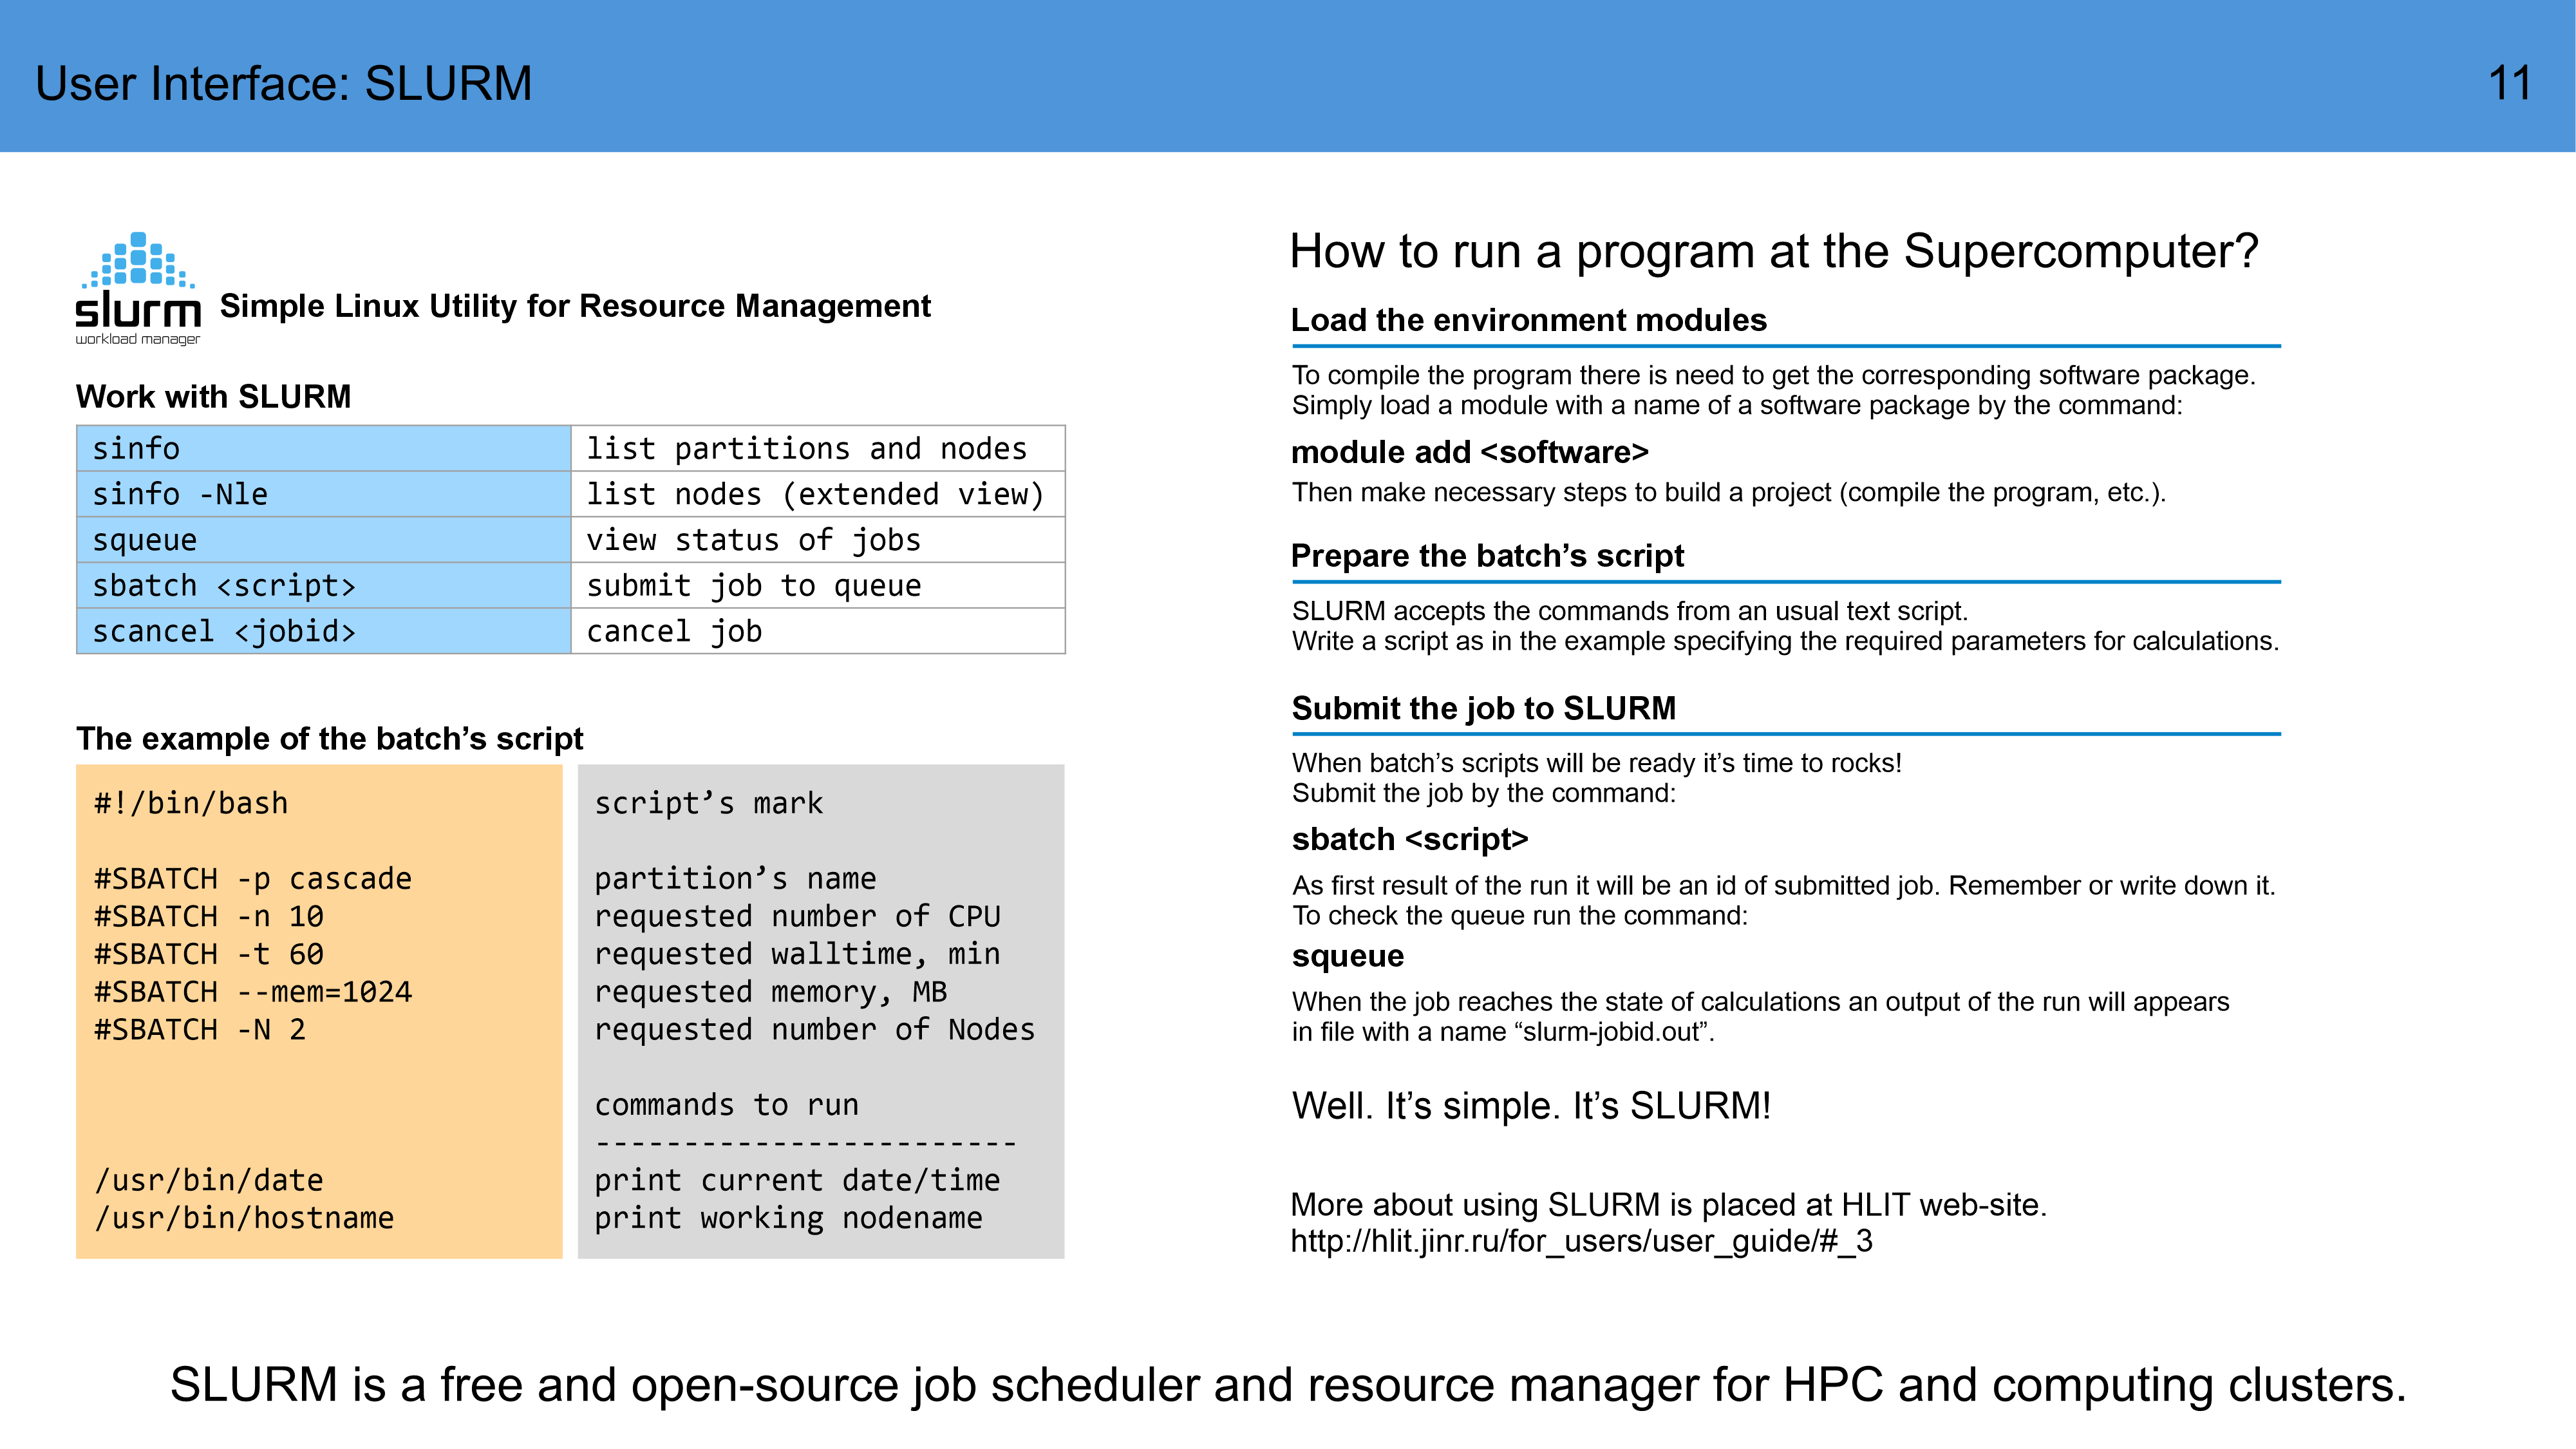 User Interface: SLURM
11
slurm
workload manager
Simple Linux Utility for Resource Management
Work with SLURM
sinfo list partitions and nodes
sinfo -Nle list nodes (extended view)
squeue view status of jobs
sbatch <script> submit job to queue
scancel <jobid> cancel job
The example of the batch’s script
#!/bin/bash script’s mark
#SBATCH -p cascade partition’s name
#SBATCH -n 10 requested number of CPU
#SBATCH -t 60 requested walltime, min
#SBATCH --mem=1024 requested memory, MB
#SBATCH -N 2 requested number of Nodes
commands to run
------------------------
/usr/bin/date print current date/time
/usr/bin/hostname print working nodename
How to run a program at the Supercomputer?
Load the environment modules
To compile the program there is need to get the corresponding software package.
Simply load a module with a name of a software package by the command:
module add <software>
Then make necessary steps to build a project (compile the program, etc.).
Prepare the batch’s script
SLURM accepts the commands from an usual text script.
Write a script as in the example specifying the required parameters for calculations.
Submit the job to SLURM
When batch’s scripts will be ready it’s time to rocks!
Submit the job by the command:
sbatch <script>
As first result of the run it will be an id of submitted job. Remember or write down it.
To check the queue run the command:
squeue
When the job reaches the state of calculations an output of the run will appears
in file with a name “slurm-jobid.out”.
Well. It’s simple. It’s SLURM!
More about using SLURM is placed at HLIT web-site.
http://hlit.jinr.ru/for_users/user_guide/#_3
SLURM is a free and open-source job scheduler and resource manager for HPC and computing clusters.